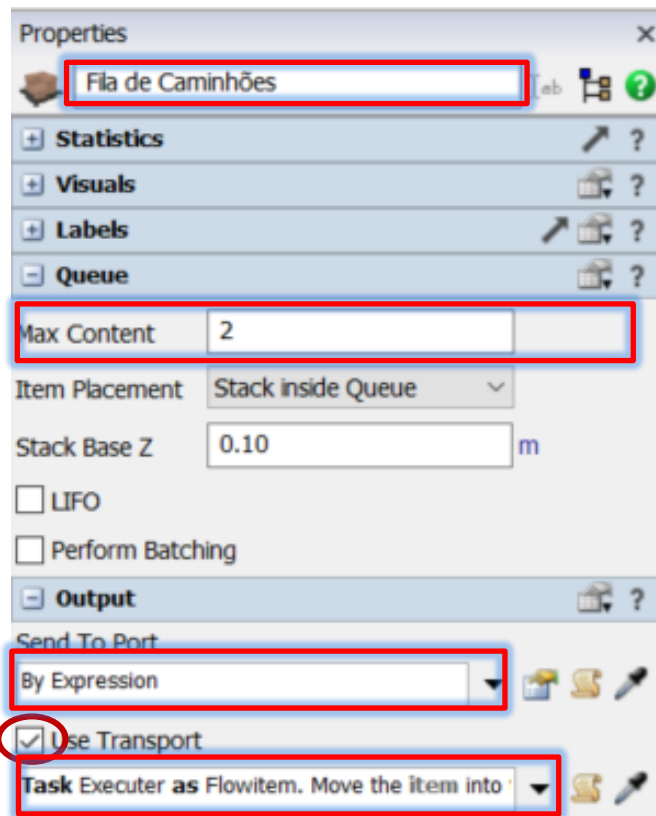 Properties
Fila de Caminhões
Statistics
?
Visuals
?
Labels
?
Queue
?
Max Content 2
Item Placement Stack inside Queue
Stack Base Z 0.10 m
LIFO
Perform Batching
Output
?
Send To Port
By Expression
Use Transport
Task Executer as Flowitem. Move the item into